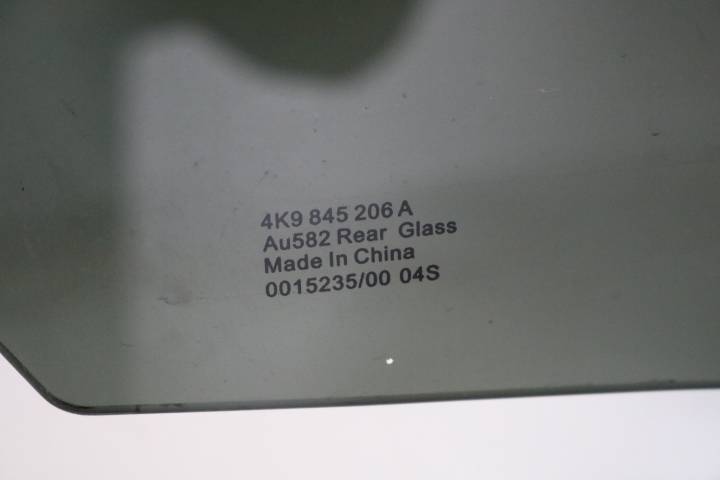 4K9 845 206 A
Au582 Rear Glass
Made In China
0015235/00 04S